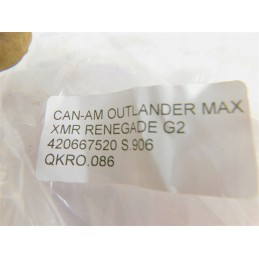 CAN-AM OUTLANDER MAX
XMR RENEGADE G2
420667520 S.906
QKRO.086